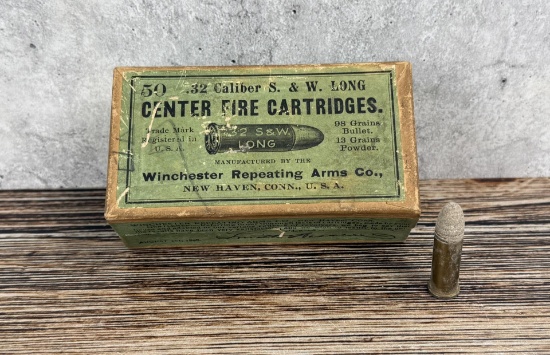 50 .32 Caliber S. & W. LONG
CENTER FIRE CARTRIDGES.
Trade Mark
Registered in
U.S.A.
.32 S&W
LONG
98 Grains
Bullet.
13 Grains
Powder.
MANUFACTURED BY THE
Winchester Repeating Arms Co.,
NEW HAVEN, CONN., U. S. A.